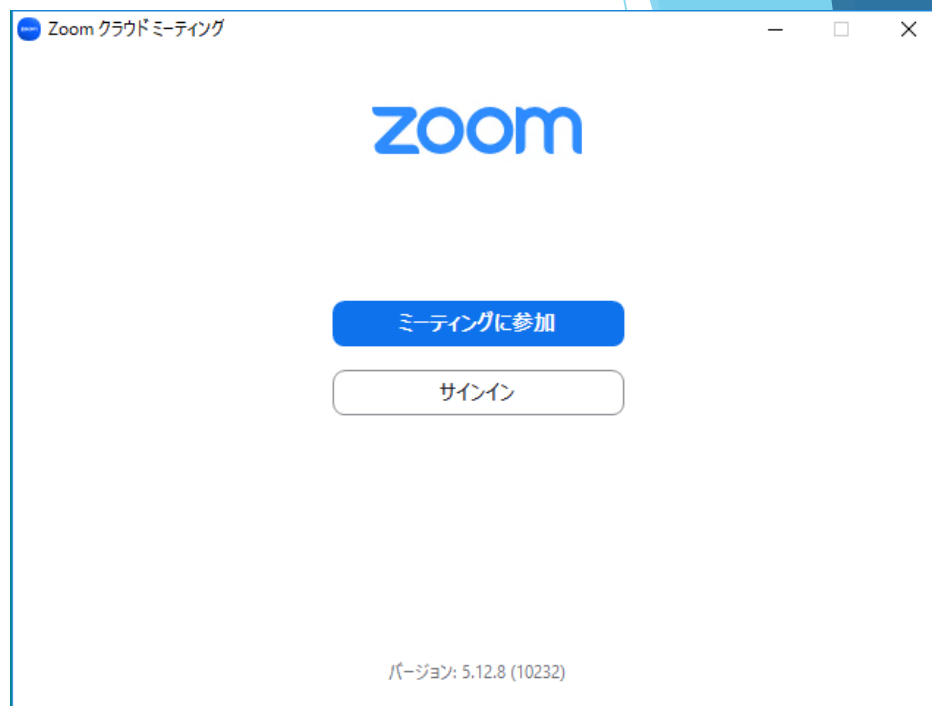 Zoom クラウド ミーティング
zoom
ミーティングに参加
サインイン
バージョン: 5.12.8 (10232)